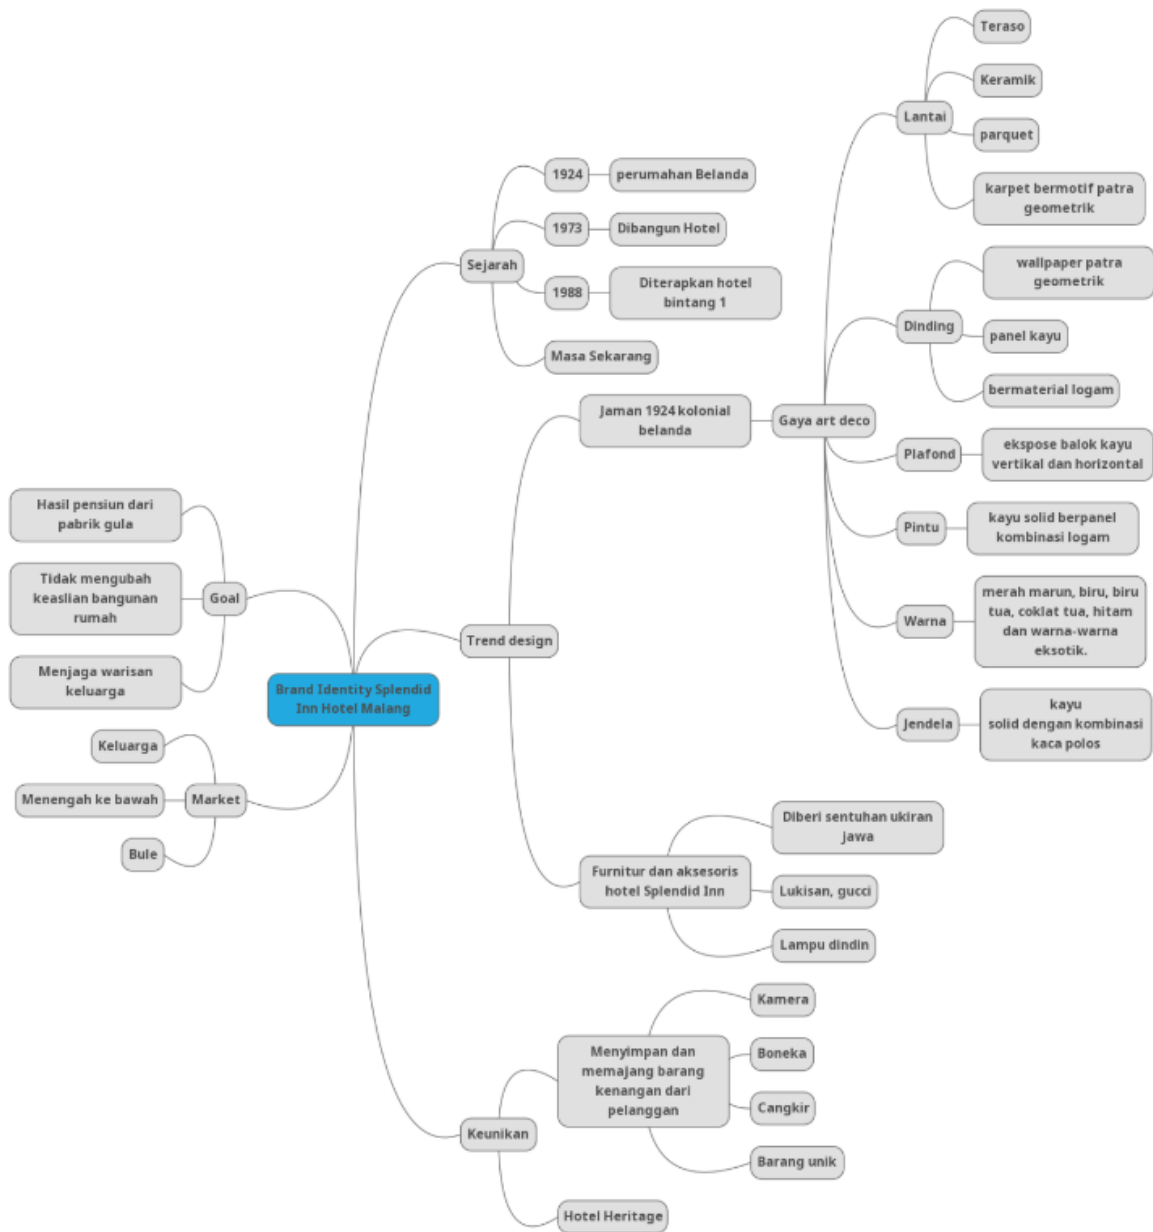 Brand Identity Splendid
Inn Hotel Malang
Sejarah
1924
perumahan Belanda
1973
Dibangun Hotel
1988
Diterapkan hotel
bintang 1
Masa Sekarang
Trend design
Jaman 1924 kolonial
belanda
Gaya art deco
Lantai
Teraso
Keramik
parquet
karpet bermotif patra
geometrik
Dinding
wallpaper patra
geometrik
panel kayu
bermaterial logam
Plafond
ekspose balok kayu
vertikal dan horizontal
Pintu
kayu solid berpanel
kombinasi logam
Warna
merah marun, biru, biru
tua, coklat tua, hitam
dan warna-warna
eksotik.
Jendela
kayu
solid dengan kombinasi
kaca polos
Furnitur dan aksesoris
hotel Splendid Inn
Diberi sentuhan ukiran
jawa
Lukisan, gucci
Lampu dindin
Keunikan
Menyimpan dan
memajang barang
kenangan dari
pelanggan
Kamera
Boneka
Cangkir
Barang unik
Hotel Heritage
Goal
Hasil pensiun dari
pabrik gula
Tidak mengubah
keaslian bangunan
rumah
Menjaga warisan
keluarga
Market
Keluarga
Menengah ke bawah
Bule